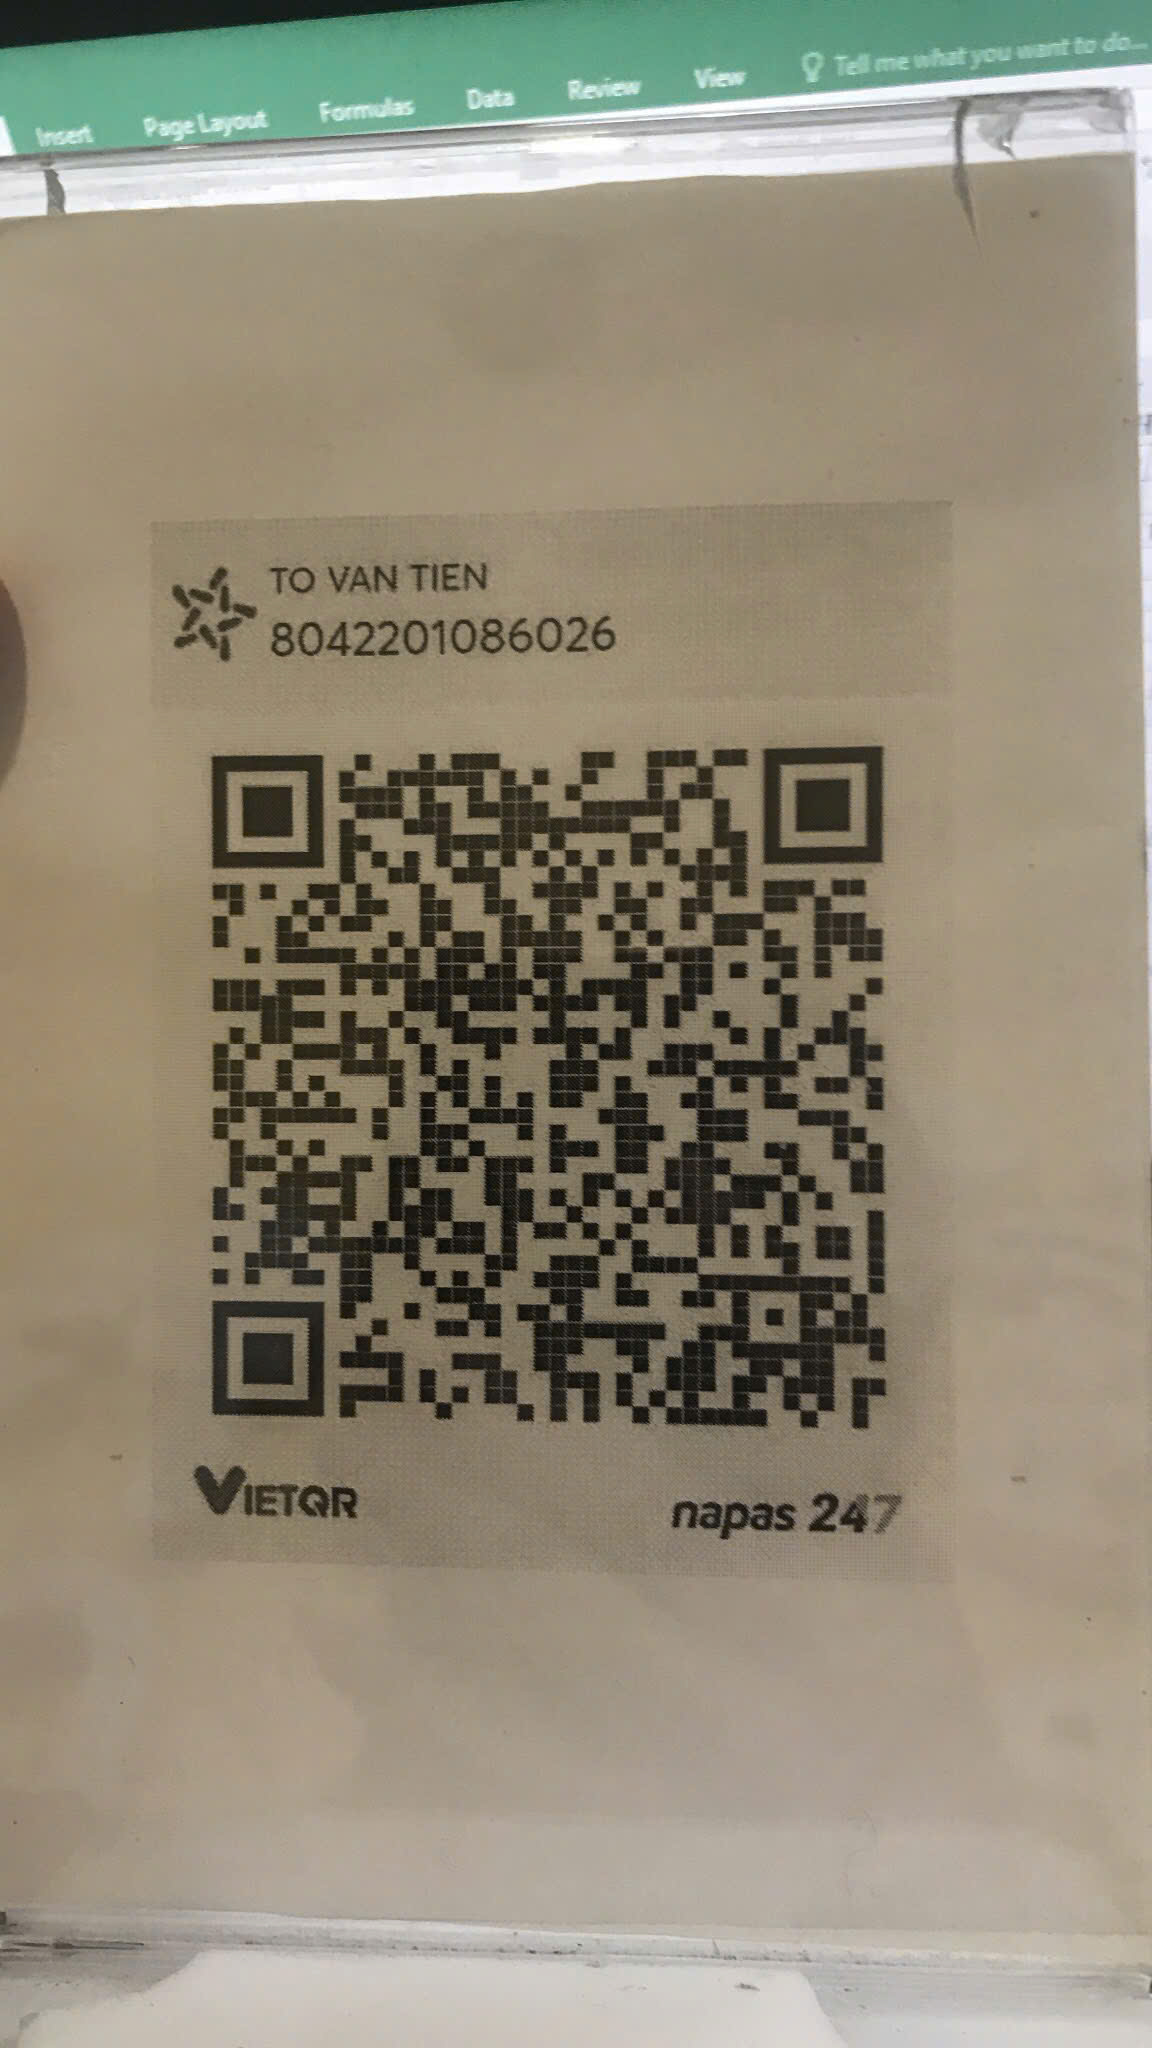 Insert Page Layout Formulas Data Review View Tell me what you want to do...
TO VAN TIEN
8042201086026
VIETQR
napas 247